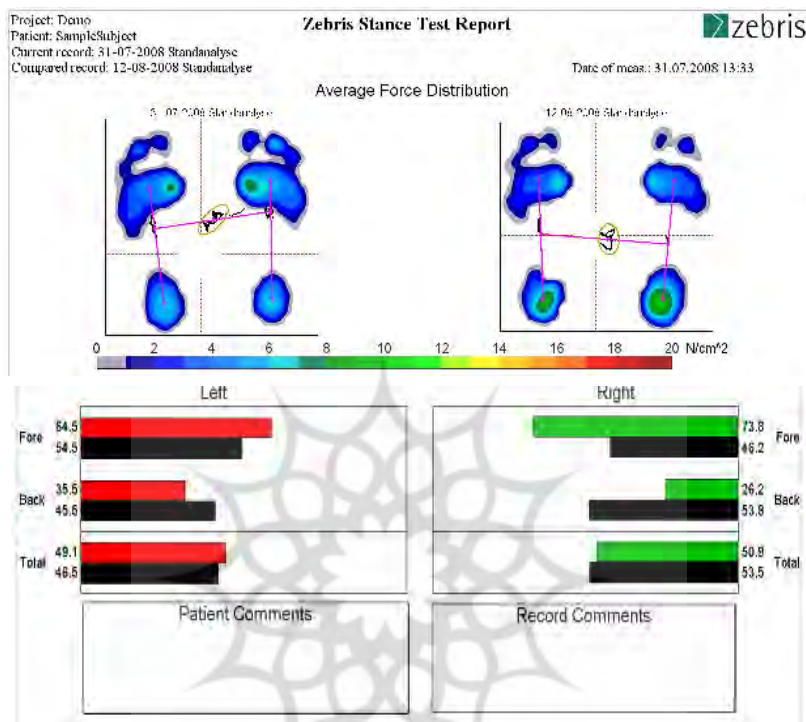 Project: Demo
Patient: SampleSubject
Current record: 31-07-2008 Standanalyse
Compared record: 12-08-2008 Standanalyse
Zebris Stance Test Report
zebris
Date of meas.: 31.07.2008 13:33
Average Force Distribution
0 2 4 6 8 10 12 14 16 18 20 N/cm^2
Left Right
Fore 64.5 73.8 Fore
54.5 46.2
Back 35.5 26.2 Back
45.5 53.8
Total 49.1 50.9 Total
46.5 53.5
Patient Comments Record Comments